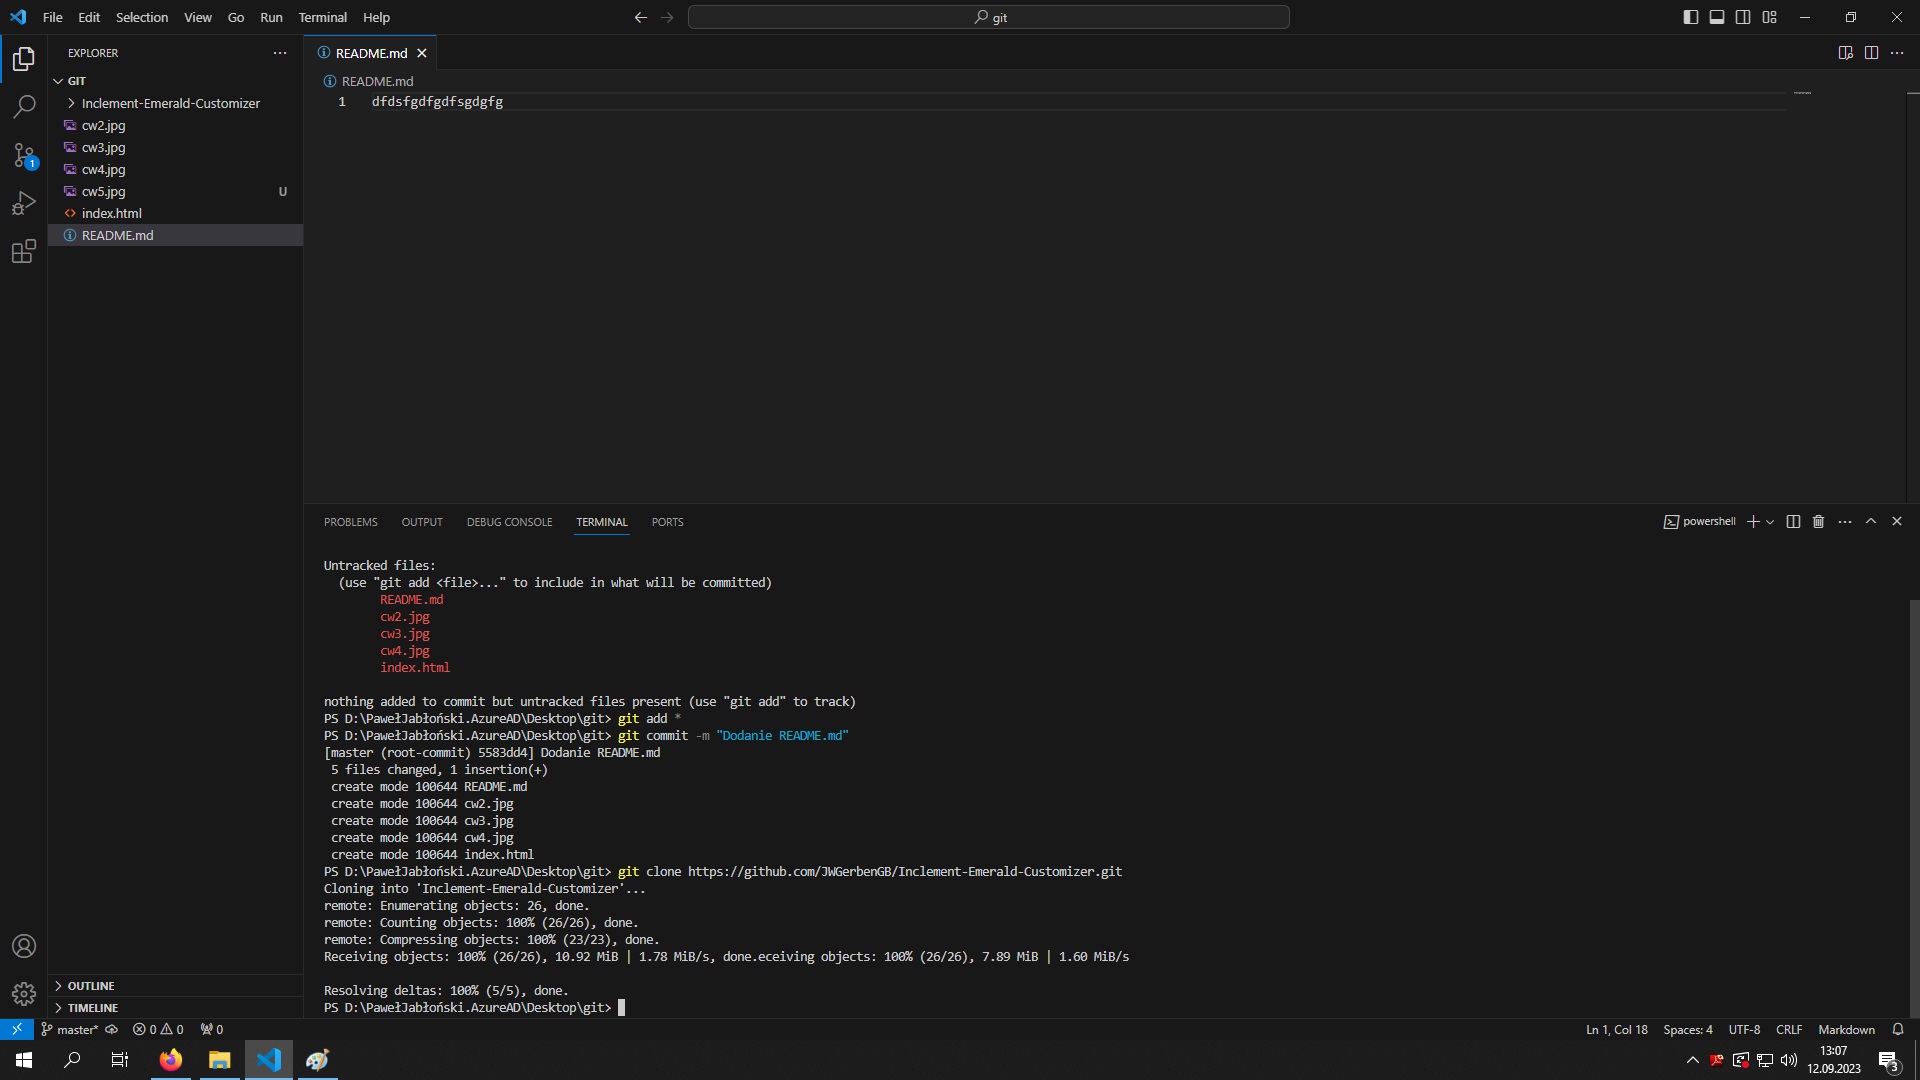 File Edit Selection View Go Run Terminal Help
git
EXPLORER
README.md
GIT
README.md
Inclement-Emerald-Customizer
1 dfdsfgdfgdfsgdgfg
cw2.jpg
cw3.jpg
1
cw4.jpg
cw5.jpg U
index.html
README.md
PROBLEMS OUTPUT DEBUG CONSOLE TERMINAL PORTS
powershell
Untracked files:
(use "git add <file>..." to include in what will be committed)
README.md
cw2.jpg
cw3.jpg
cw4.jpg
index.html
nothing added to commit but untracked files present (use "git add" to track)
PS D:\PawełJabłoński.AzureAD\Desktop\git> git add *
PS D:\PawełJabłoński.AzureAD\Desktop\git> git commit -m "Dodanie README.md"
[master (root-commit) 5583dd4] Dodanie README.md
5 files changed, 1 insertion(+)
create mode 100644 README.md
create mode 100644 cw2.jpg
create mode 100644 cw3.jpg
create mode 100644 cw4.jpg
create mode 100644 index.html
PS D:\PawełJabłoński.AzureAD\Desktop\git> git clone https://github.com/JWGerbenGB/Inclement-Emerald-Customizer.git
Cloning into 'Inclement-Emerald-Customizer'...
remote: Enumerating objects: 26, done.
remote: Counting objects: 100% (26/26), done.
remote: Compressing objects: 100% (23/23), done.
Receiving objects: 100% (26/26), 10.92 MiB | 1.78 MiB/s, done.eceiving objects: 100% (26/26), 7.89 MiB | 1.60 MiB/s
Resolving deltas: 100% (5/5), done.
PS D:\PawełJabłoński.AzureAD\Desktop\git>
OUTLINE
TIMELINE
master* 0 0 0
Ln 1, Col 18 Spaces: 4 UTF-8 CRLF Markdown
13:07
12.09.2023
3